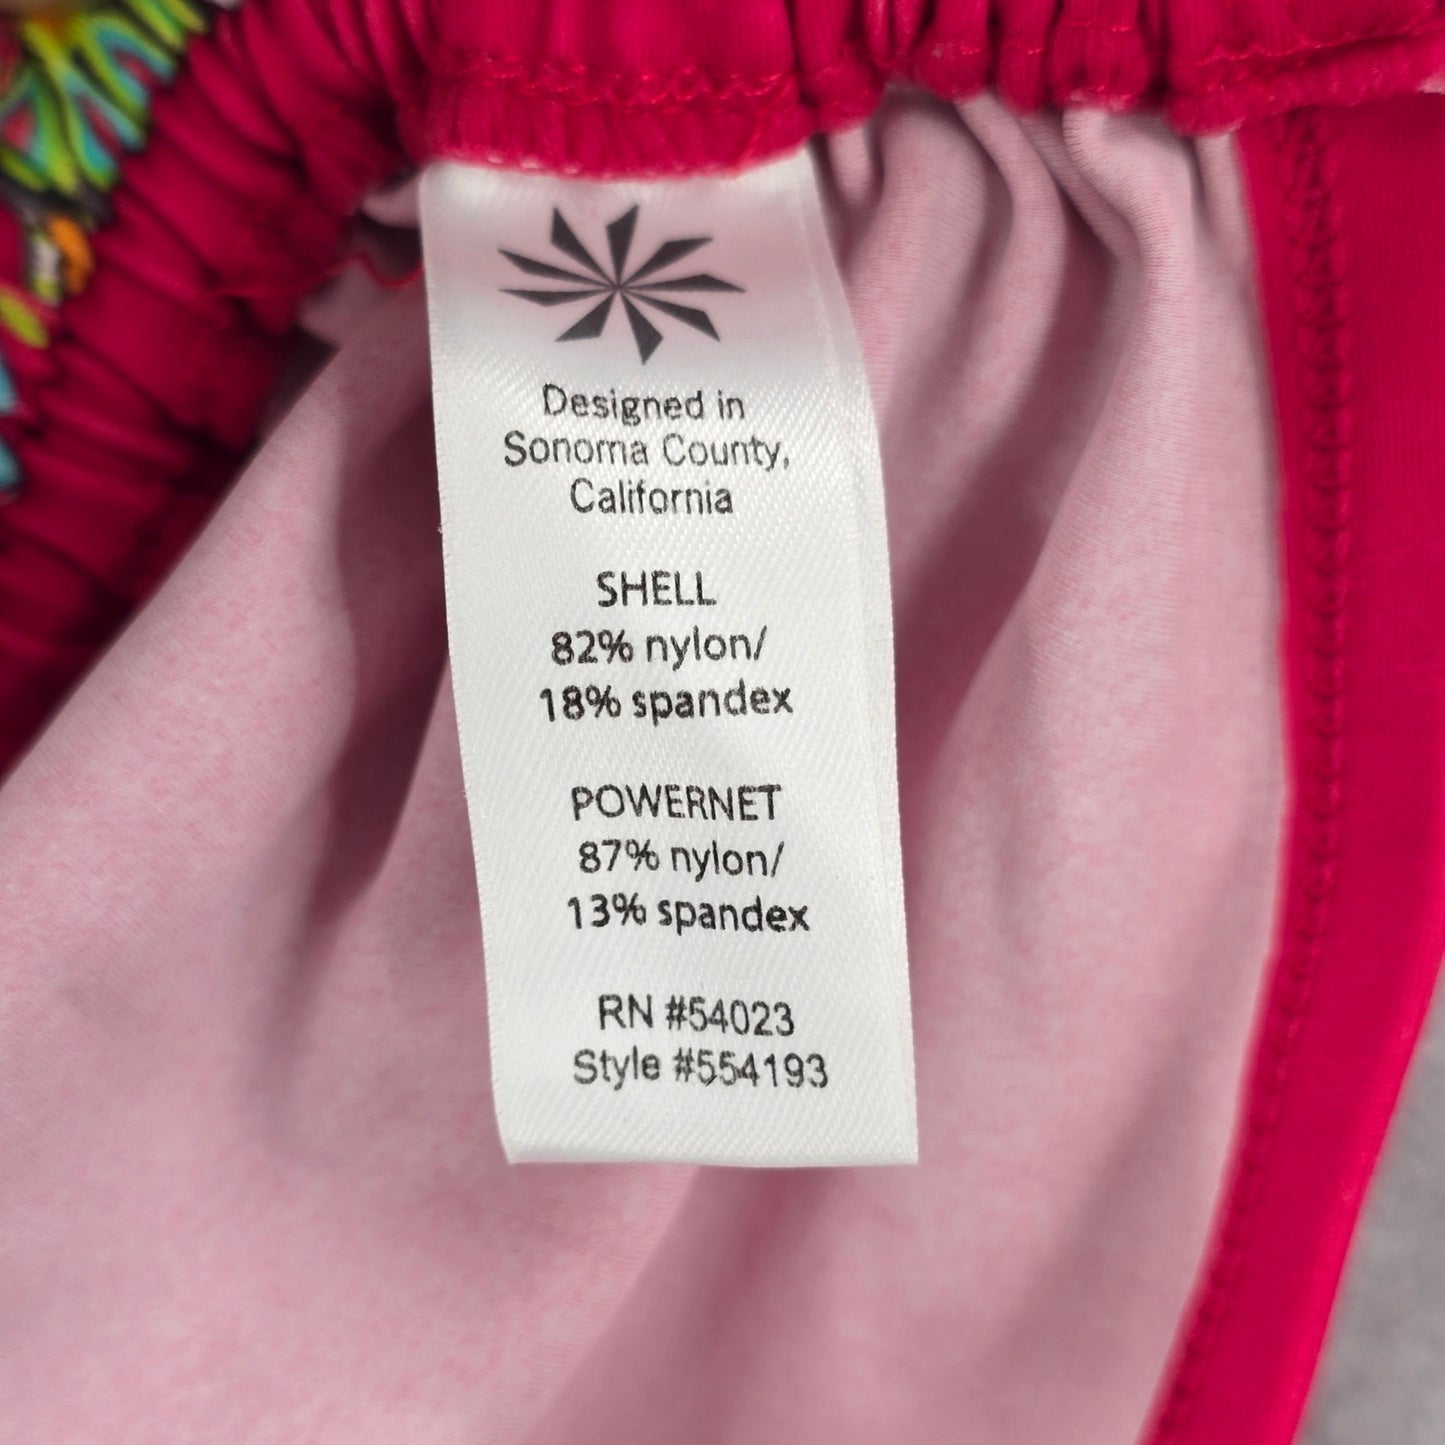 Designed in
Sonoma County,
California
SHELL
82% nylon/
18% spandex
POWERNET
87% nylon/
13% spandex
RN #54023
Style #554193